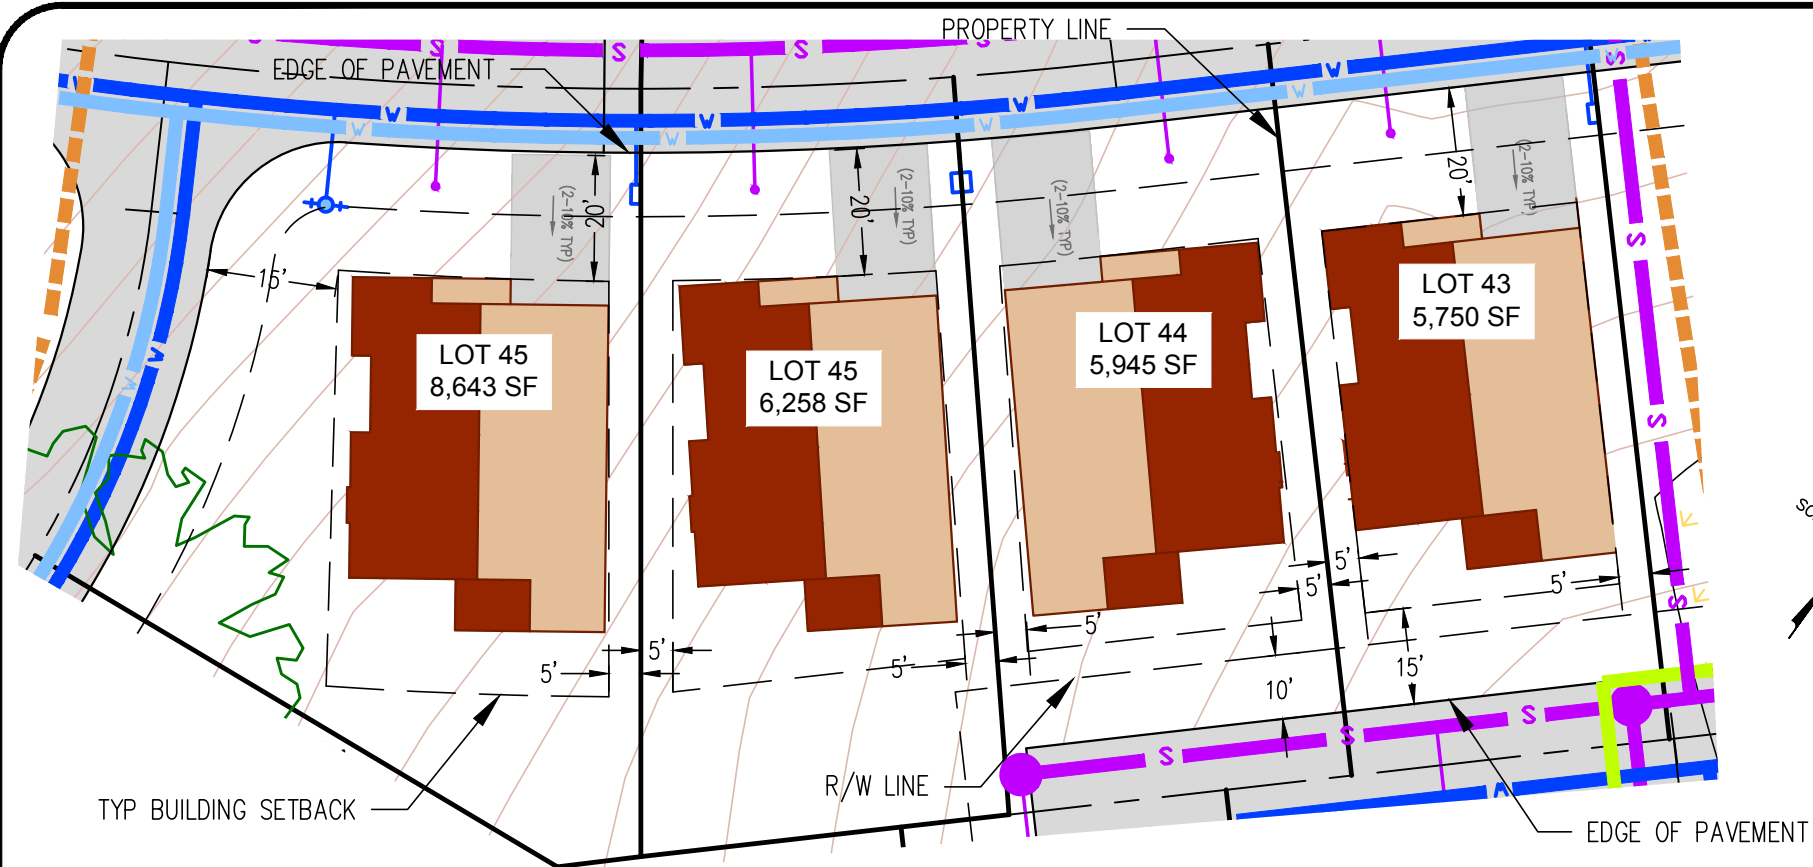 PROPERTY LINE
EDGE OF PAVEMENT
S
S
S
S
S
S
W
W
W
W
W
W
W
W
W
(2-10% TYP)
20'
(2-10% TYP)
20'
(2-10% TYP)
20'
(2-10% TYP)
15'
LOT 45
8,643 SF
LOT 45
6,258 SF
LOT 44
5,945 SF
LOT 43
5,750 SF
W
W
S
S
S
5'
5'
5'
5'
5'
5'
5'
15'
10'
S
S
S
W
TYP BUILDING SETBACK
R/W LINE
EDGE OF PAVEMENT